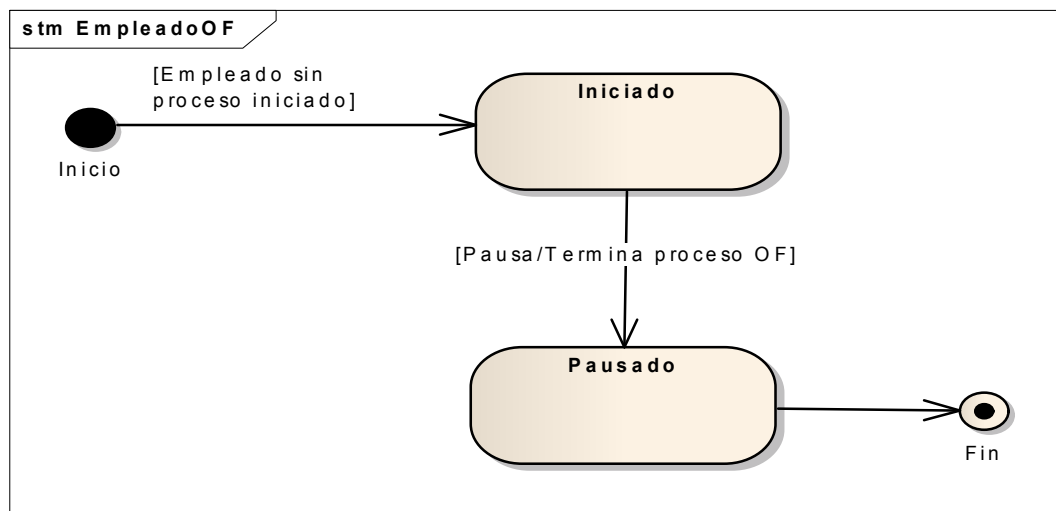 stm EmpleadoOF
[Empleado sin
proceso iniciado]
Iniciado
Inicio
[Pausa/Termina proceso OF]
Pausado
Fin